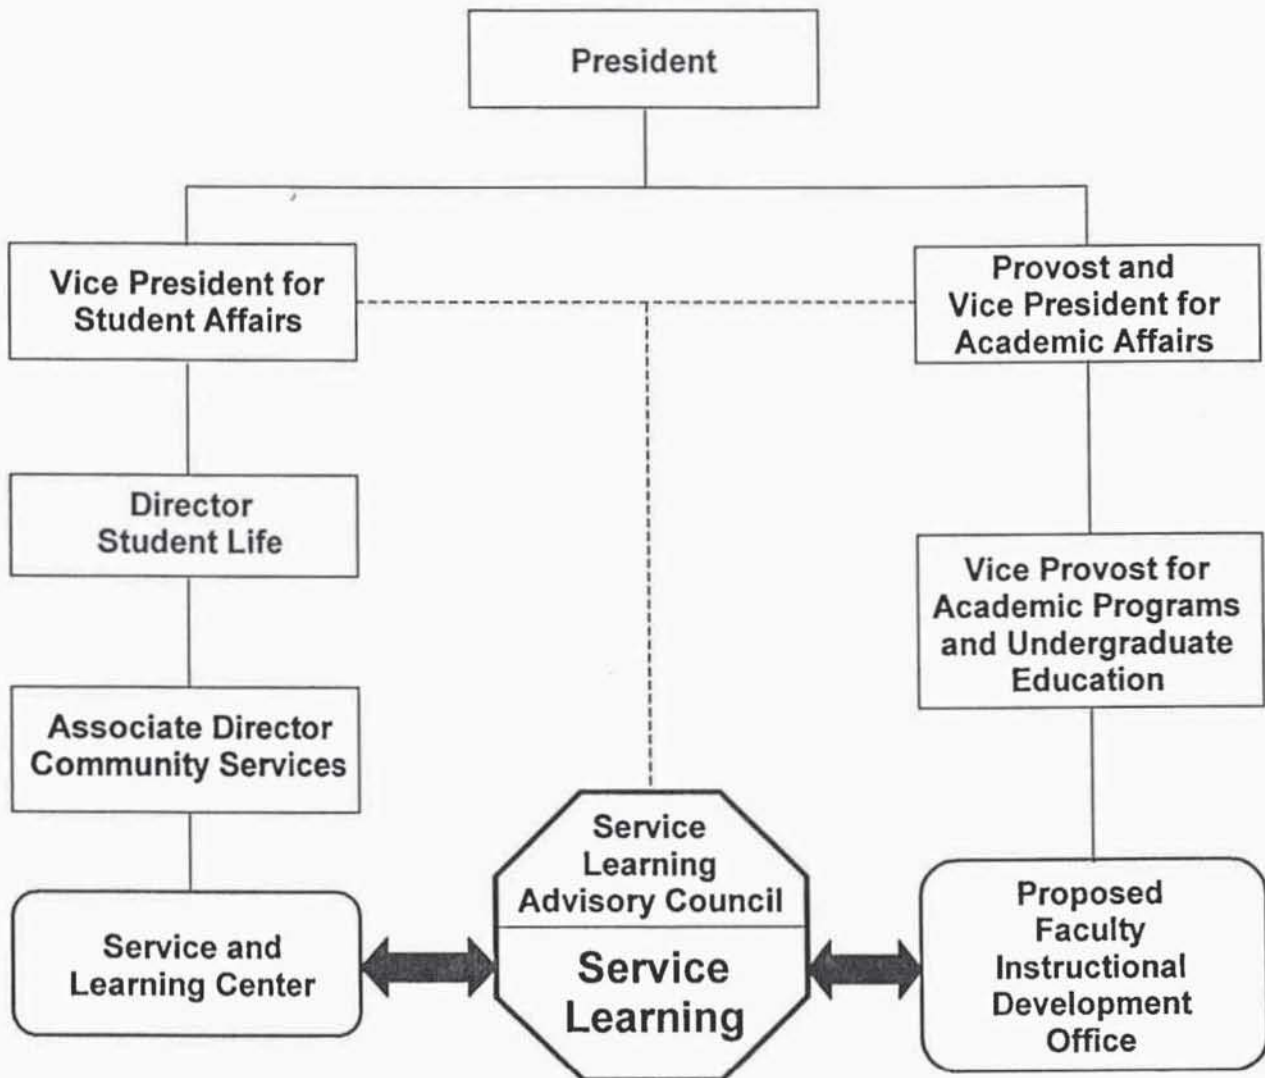 President
Vice President for
Student Affairs
Provost and
Vice President for
Academic Affairs
Director
Student Life
Vice Provost for
Academic Programs
and Undergraduate
Education
Associate Director
Community Services
Service
Learning
Advisory Council
Service and
Learning Center
Service
Learning
Proposed
Faculty
Instructional
Development
Office